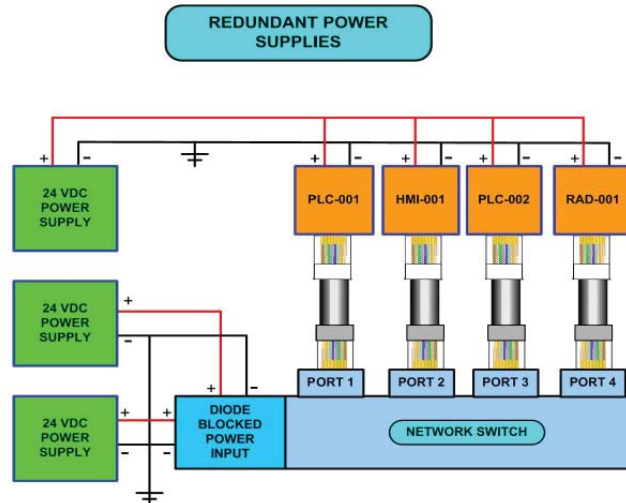 REDUNDANT POWER
SUPPLIES
+ - + - + - + - + -
24 VDC
POWER
SUPPLY
PLC-001
HMI-001
PLC-002
RAD-001
24 VDC
POWER
SUPPLY
+
-
+ -
PORT 1
PORT 2
PORT 3
PORT 4
24 VDC
POWER
SUPPLY
+ +
- -
DIODE
BLOCKED
POWER
INPUT
NETWORK SWITCH